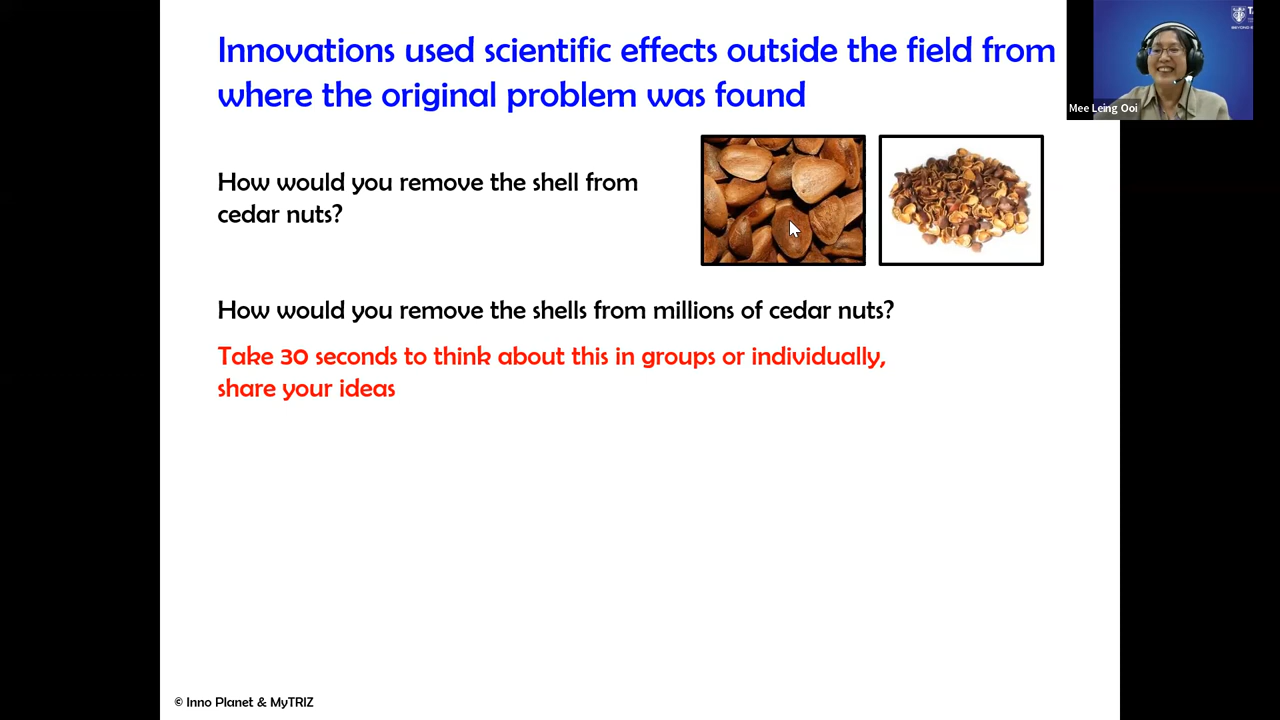 Innovations used scientific effects outside the field from
where the original problem was found
Mee Leing Ooi
How would you remove the shell from
cedar nuts?
How would you remove the shells from millions of cedar nuts?
Take 30 seconds to think about this in groups or individually,
share your ideas
© Inno Planet & MyTRIZ